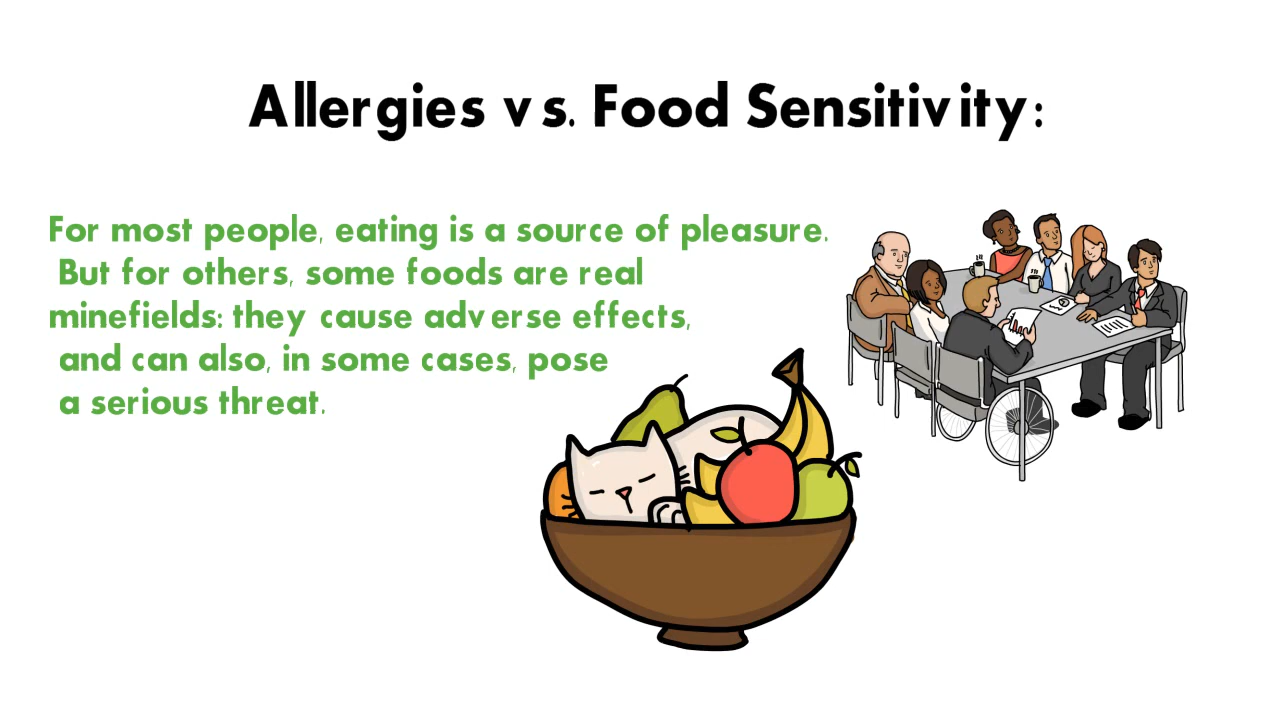 Allergies vs. Food Sensitivity:
For most people, eating is a source of pleasure.
But for others, some foods are real
minefields: they cause adverse effects,
and can also, in some cases, pose
a serious threat.